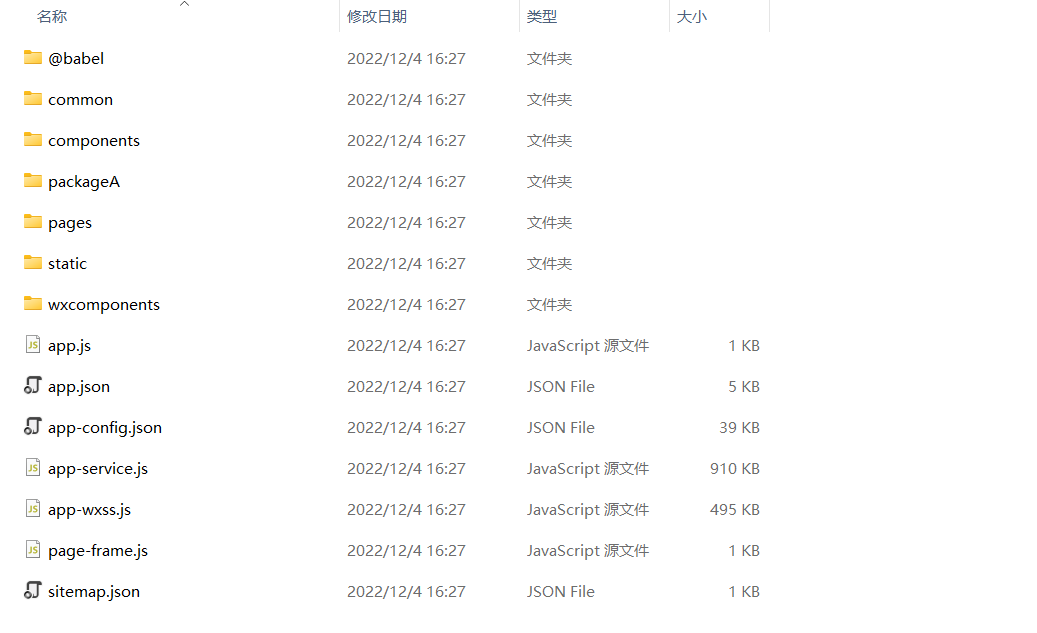 名称 修改日期 类型 大小
@babel 2022/12/4 16:27 文件夹
common 2022/12/4 16:27 文件夹
components 2022/12/4 16:27 文件夹
packageA 2022/12/4 16:27 文件夹
pages 2022/12/4 16:27 文件夹
static 2022/12/4 16:27 文件夹
wxcomponents 2022/12/4 16:27 文件夹
JS app.js 2022/12/4 16:27 JavaScript 源文件 1 KB
app.json 2022/12/4 16:27 JSON File 5 KB
app-config.json 2022/12/4 16:27 JSON File 39 KB
JS app-service.js 2022/12/4 16:27 JavaScript 源文件 910 KB
JS app-wxss.js 2022/12/4 16:27 JavaScript 源文件 495 KB
JS page-frame.js 2022/12/4 16:27 JavaScript 源文件 1 KB
sitemap.json 2022/12/4 16:27 JSON File 1 KB